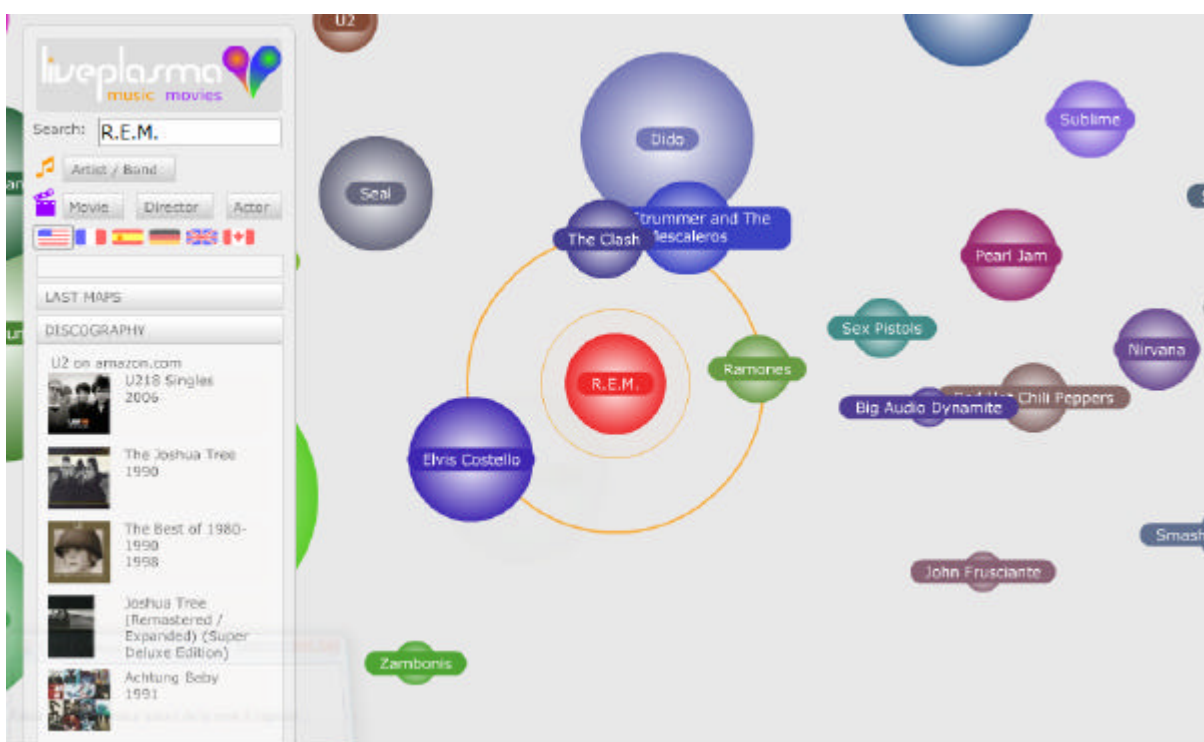 liveplasma
music movies
Search: R.E.M.
Artist / Band
Movie Director Actor
LAST MAPS
DISCOGRAPHY
U2 on amazon.com
U218 Singles
2006
The Joshua Tree
1990
The Best of 1980-
1990
1998
Joshua Tree
[Remastered /
Expanded) (Super
Deluxe Edition)
Achtung Baby
1991
U2
Dido
Sublime
Seal
Strummer and The
Mescaleros
The Clash
Pearl Jam
Sex Pistols
Nirvana
R.E.M.
Ramones
Red Hot Chili Peppers
Big Audio Dynamite
Elvis Costello
Smash
John Frusciante
Zambonis